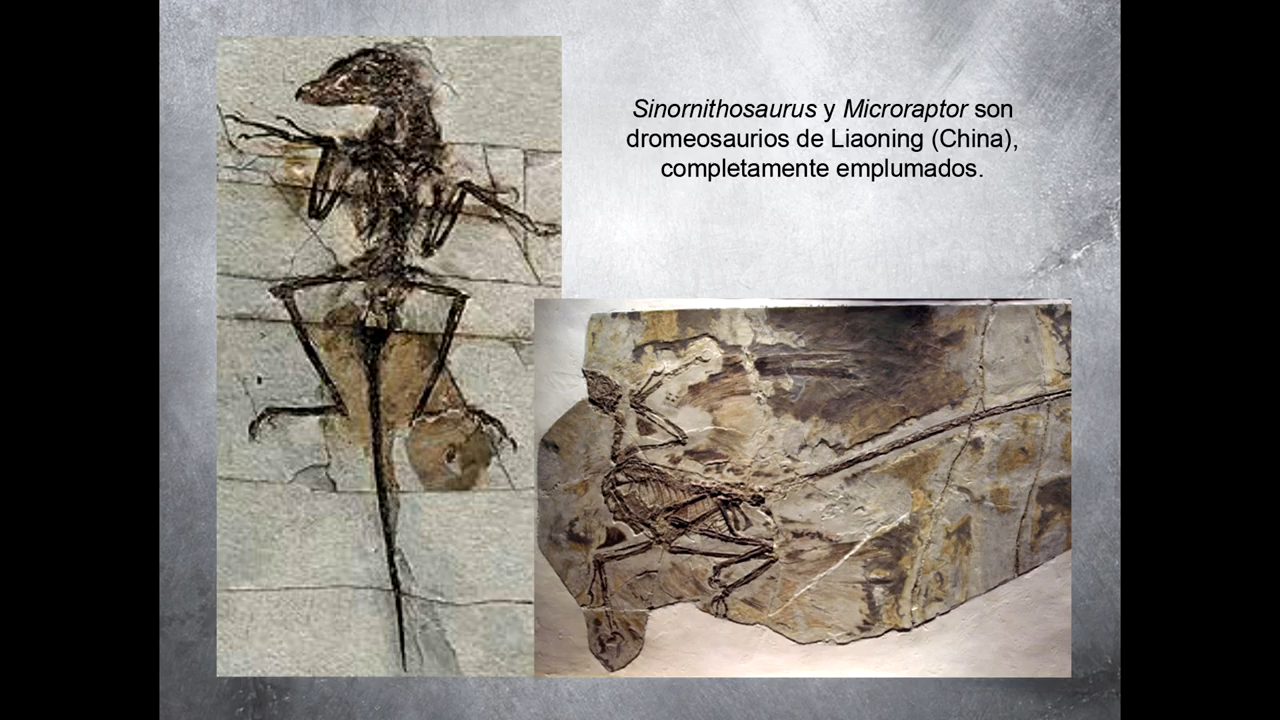 Sinornithosaurus y Microraptor son
dromeosaurios de Liaoning (China),
completamente emplumados.